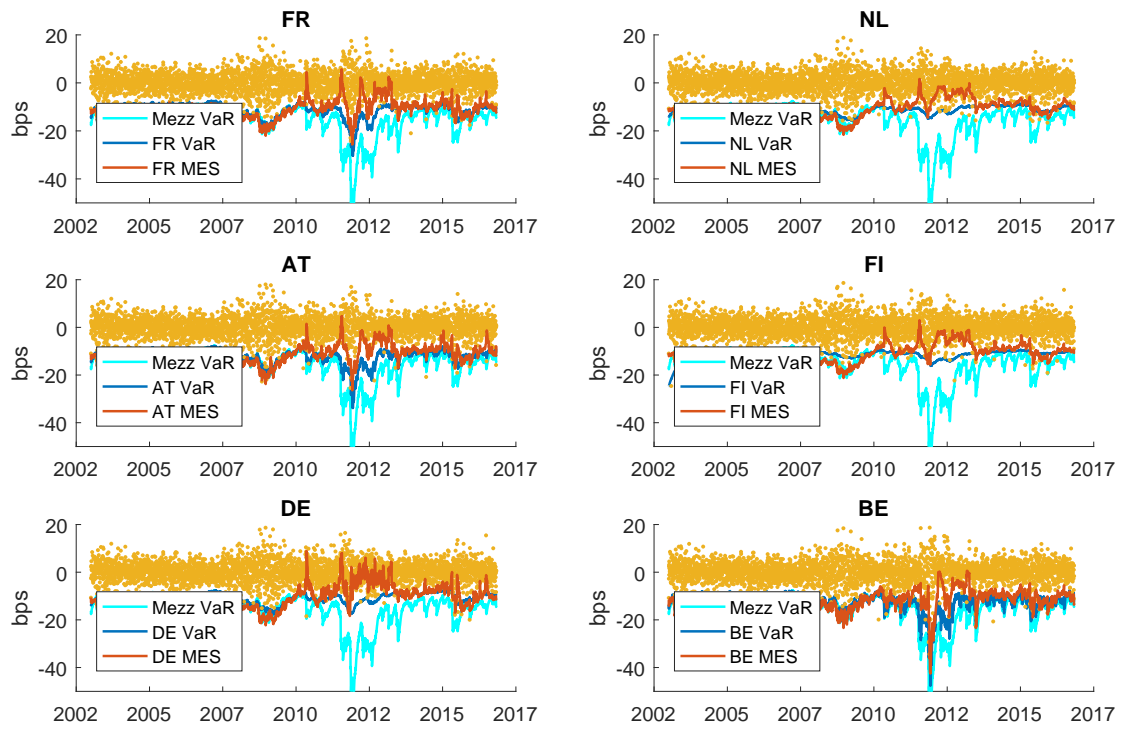 FR
20
0
-20
-40
bps
Mezz VaR
FR VaR
FR MES
2002 2005 2007 2010 2012 2015 2017
NL
20
0
-20
-40
bps
Mezz VaR
NL VaR
NL MES
2002 2005 2007 2010 2012 2015 2017
AT
20
0
-20
-40
bps
Mezz VaR
AT VaR
AT MES
2002 2005 2007 2010 2012 2015 2017
FI
20
0
-20
-40
bps
Mezz VaR
FI VaR
FI MES
2002 2005 2007 2010 2012 2015 2017
DE
20
0
-20
-40
bps
Mezz VaR
DE VaR
DE MES
2002 2005 2007 2010 2012 2015 2017
BE
20
0
-20
-40
bps
Mezz VaR
BE VaR
BE MES
2002 2005 2007 2010 2012 2015 2017